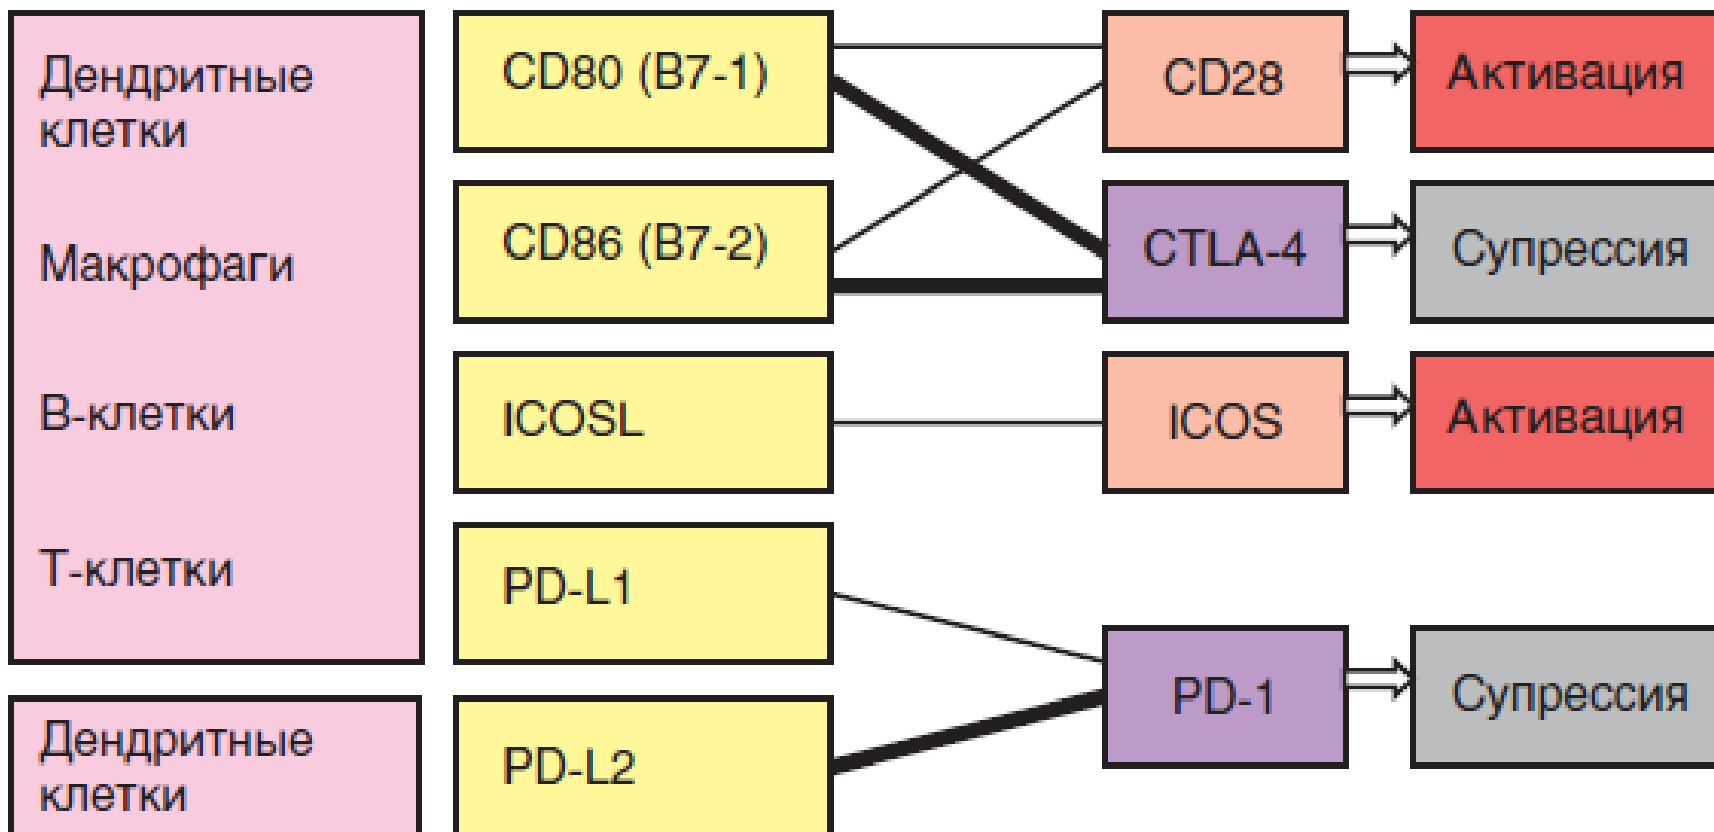 Дендритные
клетки
Макрофаги
В-клетки
Т-клетки
Дендритные
клетки
CD80 (B7-1)
CD86 (B7-2)
ICOSL
PD-L1
PD-L2
CD28
CTLA-4
ICOS
PD-1
Активация
Супрессия
Активация
Супрессия